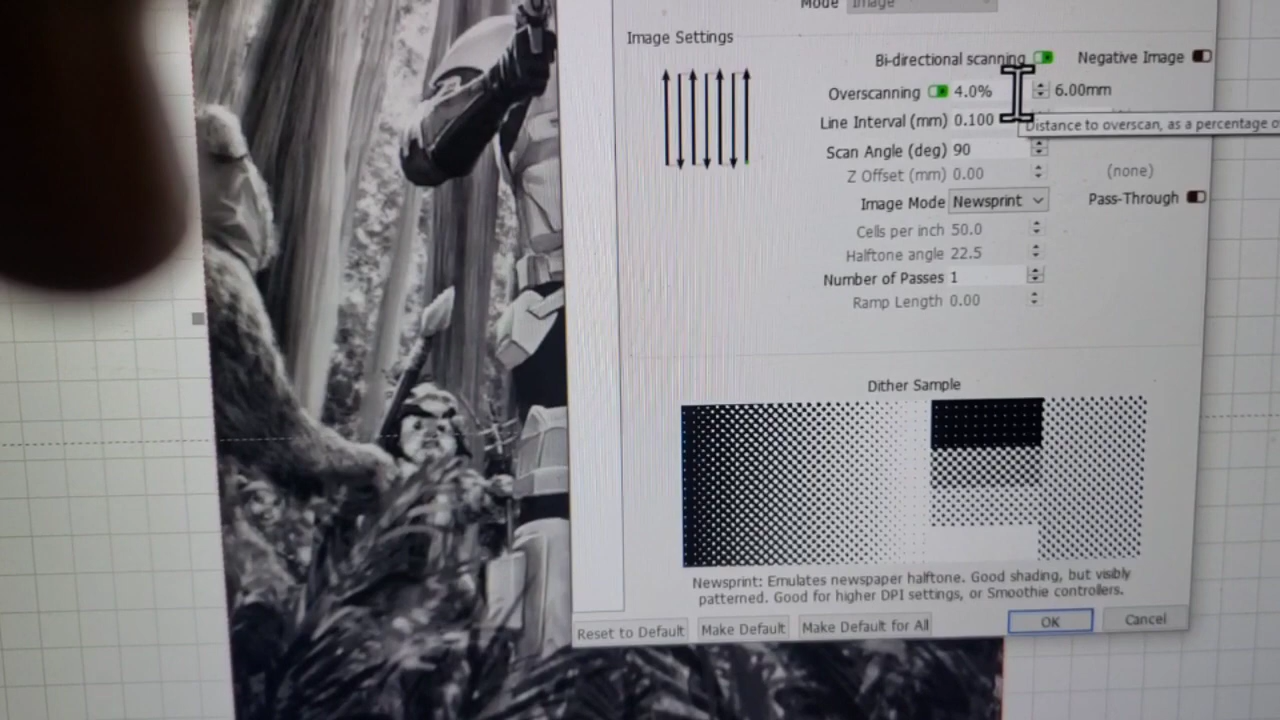 Mode Image
Image Settings
Bi-directional scanning Negative Image
Overscanning 4.0% 6.00mm
Line Interval (mm) 0.100
Distance to overscan, as a percentage
Scan Angle (deg) 90
Z Offset (mm) 0.00 (none)
Image Mode Newsprint Pass-Through
Cells per inch 50.0
Halftone angle 22.5
Number of Passes 1
Ramp Length 0.00
Dither Sample
Newsprint: Emulates newspaper halftone. Good shading, but visibly
patterned. Good for higher DPI settings, or Smoothie controllers.
Reset to Default Make Default Make Default for All OK Cancel